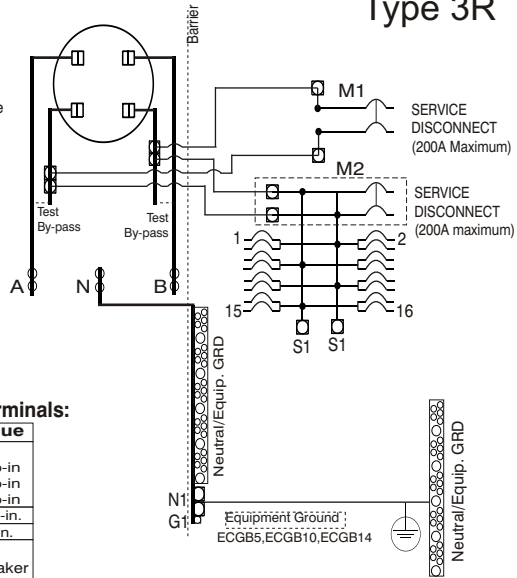 Type 3R
Barrier
e
M1
SERVICE
DISCONNECT
(200A Maximum)
M2
SERVICE
DISCONNECT
(200A maximum)
Test
By-pass
Test
By-pass
1
2
15
16
A
N
B
S1
S1
rminals:
ue
o-in
o-in
o-in
-in.
n.
aker
Neutral/Equip. GRD
N1
G1
Equipment Ground
ECGB5,ECGB10,ECGB14
Neutral/Equip. GRD